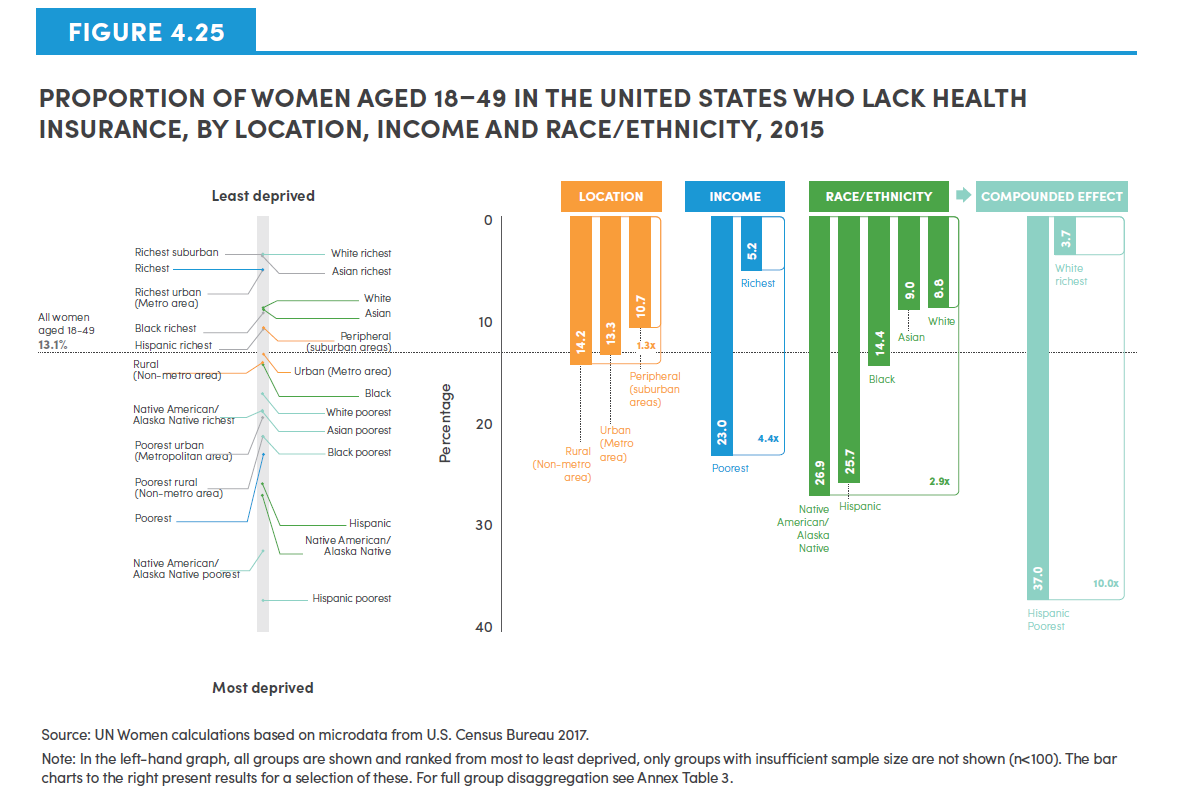 FIGURE 4.25
PROPORTION OF WOMEN AGED 18–49 IN THE UNITED STATES WHO LACK HEALTH
INSURANCE, BY LOCATION, INCOME AND RACE/ETHNICITY, 2015
Least deprived
Richest suburban
Richest
Richest urban
(Metro area)
Black richest
Hispanic richest
All women
aged 18–49
13.1%
Rural
(Non-metro area)
Native American/
Alaska Native richest
Poorest urban
(Metropolitan area)
Poorest rural
(Non-metro area)
Poorest
Native American/
Alaska Native poorest
White richest
Asian richest
White
Asian
Peripheral
(suburban areas)
Urban (Metro area)
Black
White poorest
Asian poorest
Black poorest
Hispanic
Native American/
Alaska Native
Hispanic poorest
Most deprived
Percentage
0
10
20
30
40
LOCATION
14.2
13.3
10.7
1.3x
Rural
(Non-metro
area)
Urban
(Metro
area)
Peripheral
(suburban
areas)
INCOME
23.0
5.2
4.4x
Poorest
Richest
RACE/ETHNICITY
26.9
25.7
14.4
9.0
8.8
2.9x
Native
American/
Alaska
Native
Hispanic
Black
Asian
White
COMPOUNDED EFFECT
37.0
3.7
10.0x
Hispanic
Poorest
White
richest
Source: UN Women calculations based on microdata from U.S. Census Bureau 2017.
Note: In the left-hand graph, all groups are shown and ranked from most to least deprived, only groups with insufficient sample size are not shown (n<100). The bar
charts to the right present results for a selection of these. For full group disaggregation see Annex Table 3.